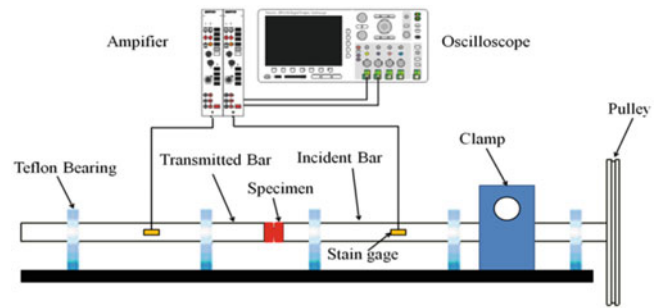 Ampifier
Oscilloscope
Pulley
Teflon Bearing
Transmitted Bar
Incident Bar
Clamp
Specimen
Stain gage